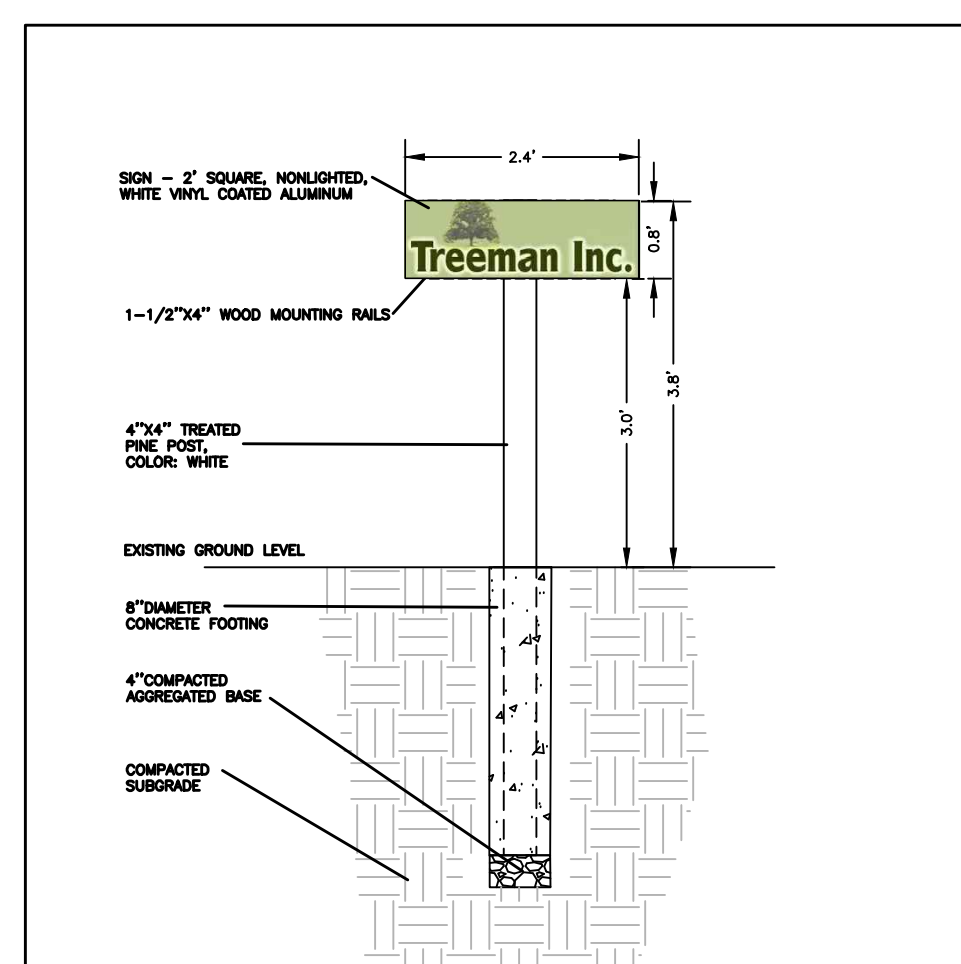 2.4'
SIGN - 2' SQUARE, NONLIGHTED,
WHITE VINYL COATED ALUMINUM
0.8'
Treeman Inc.
1-1/2"X4" WOOD MOUNTING RAILS
3.8'
3.0'
4"X4" TREATED
PINE POST,
COLOR: WHITE
EXISTING GROUND LEVEL
8"DIAMETER
CONCRETE FOOTING
4"COMPACTED
AGGREGATED BASE
COMPACTED
SUBGRADE